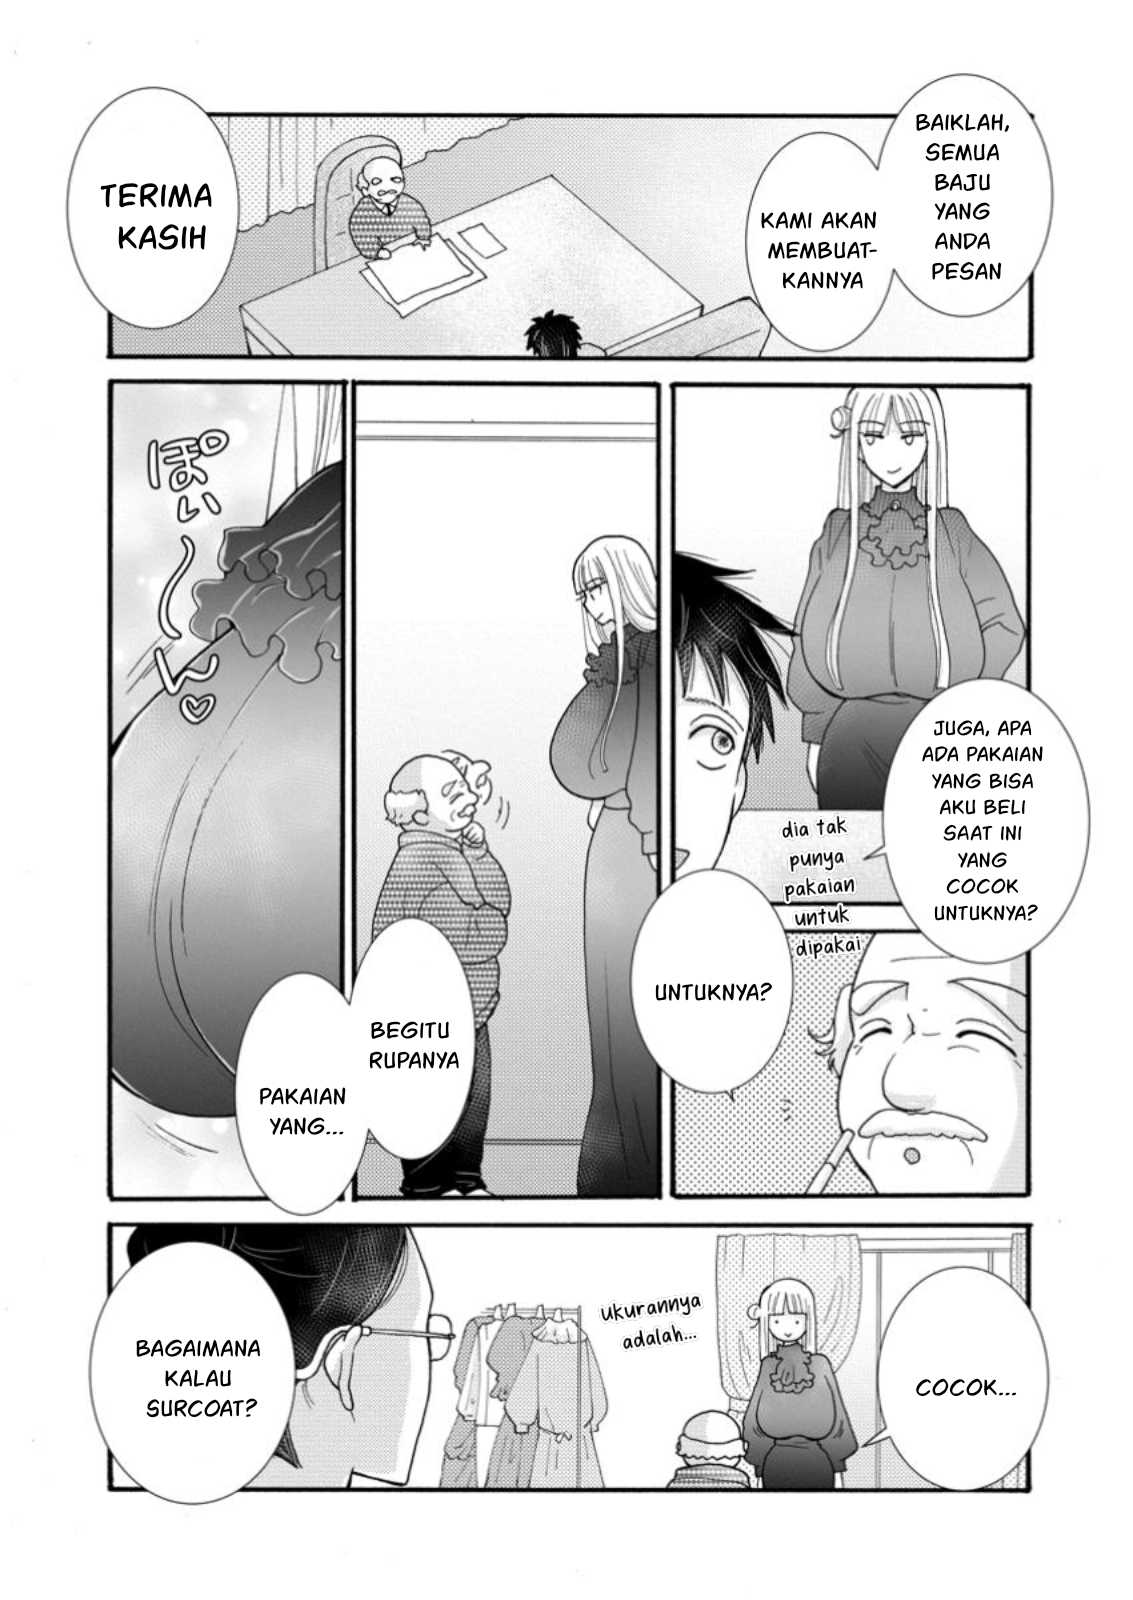 BAIKLAH,
SEMUA
BAJU
YANG
ANDA
PESAN
KAMI AKAN
MEMBUAT-
KANNYA
TERIMA
KASIH
JUGA, APA
ADA PAKAIAN
YANG BISA
AKU BELI
SAAT INI
YANG
COCOK
UNTUKNYA?
dia tak
punya
pakaian
untuk
dipakai
UNTUKNYA?
BEGITU
RUPANYA
PAKAIAN
YANG...
ぽい〜ん♡
COCOK...
ukurannya
adalah...
BAGAIMANA
KALAU
SURCOAT?